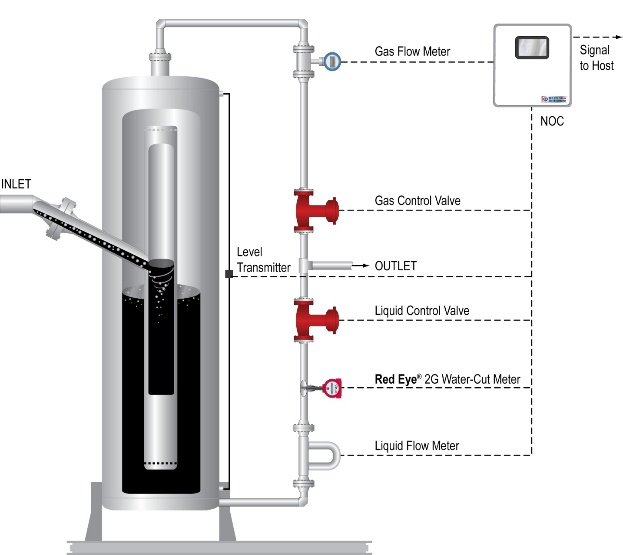 Gas Flow Meter
Signal
to Host
NOC
INLET
Gas Control Valve
Level
Transmitter
OUTLET
Liquid Control Valve
Red Eye® 2G Water-Cut Meter
Liquid Flow Meter